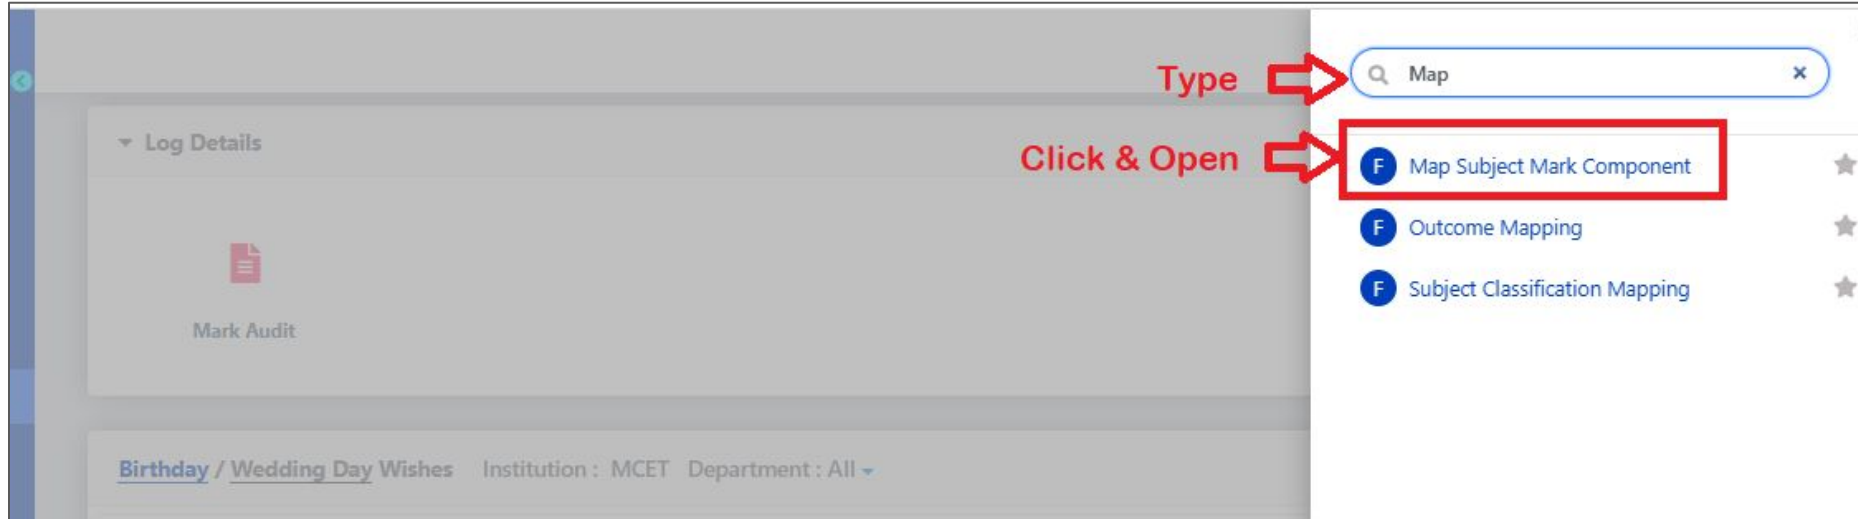 Type
Map
Log Details
Click & Open
F Map Subject Mark Component
F Outcome Mapping
F Subject Classification Mapping
Mark Audit
Birthday / Wedding Day Wishes Institution : MCET Department : All